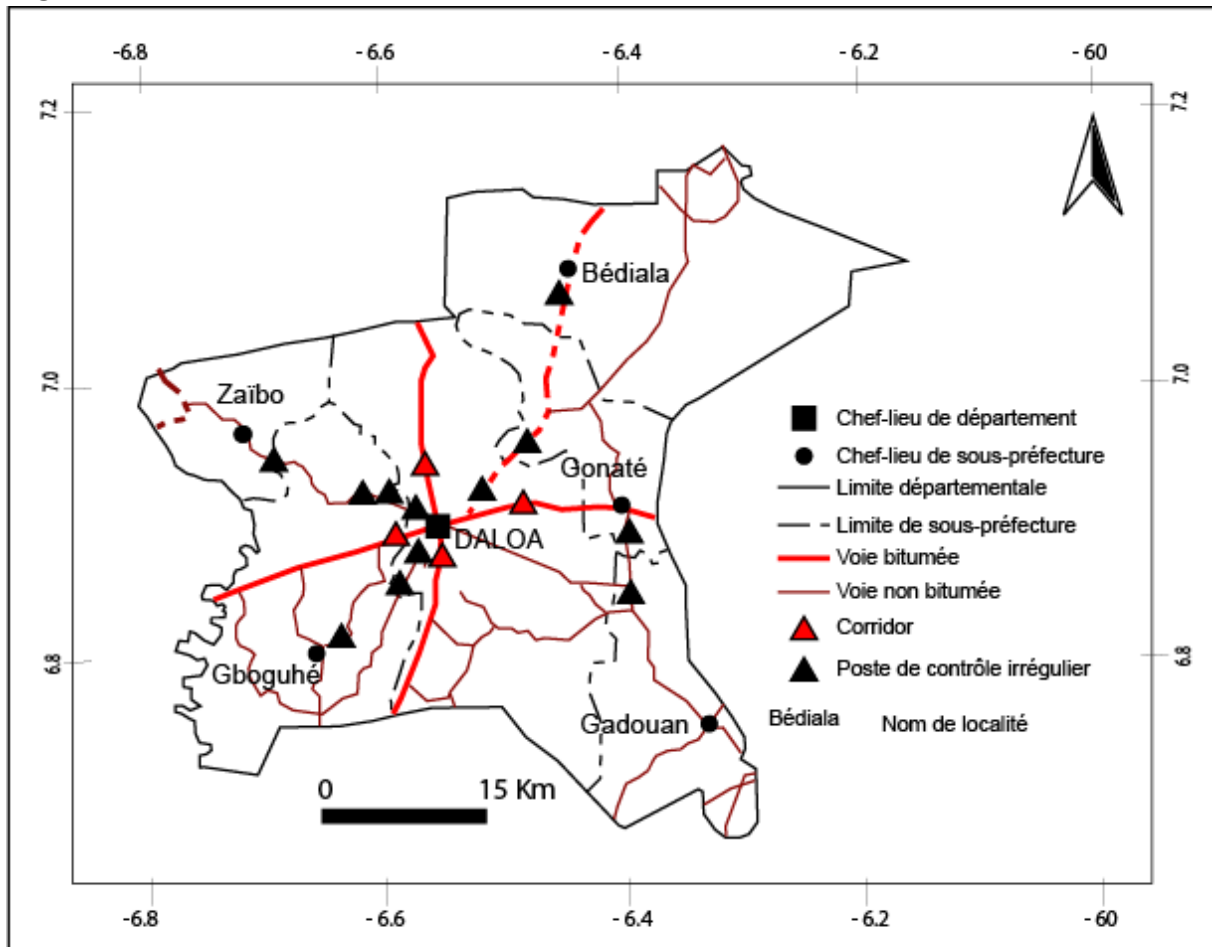 - 6.8 - 6.6 - 6.4 - 6.2 - 60
7.2 7.2
Bédiala
7.0 7.0
Zaïbo
Gonaté
DALOA
Gboguhé
Gadouan
6.8 6.8
Chef-lieu de département
Chef-lieu de sous-préfecture
Limite départementale
Limite de sous-préfecture
Voie bitumée
Voie non bitumée
Corridor
Poste de contrôle irrégulier
Bédiala Nom de localité
0 15 Km
- 6.8 - 6.6 - 6.4 - 6.2 - 60